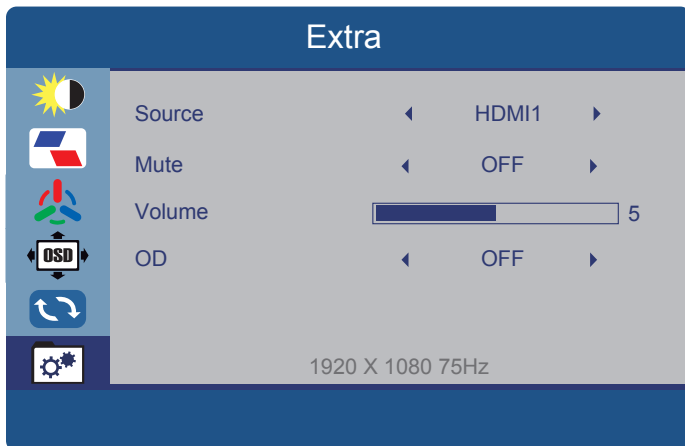 Extra
Source HDMI1
Mute OFF
Volume 5
OSD
OD OFF
1920 X 1080 75Hz